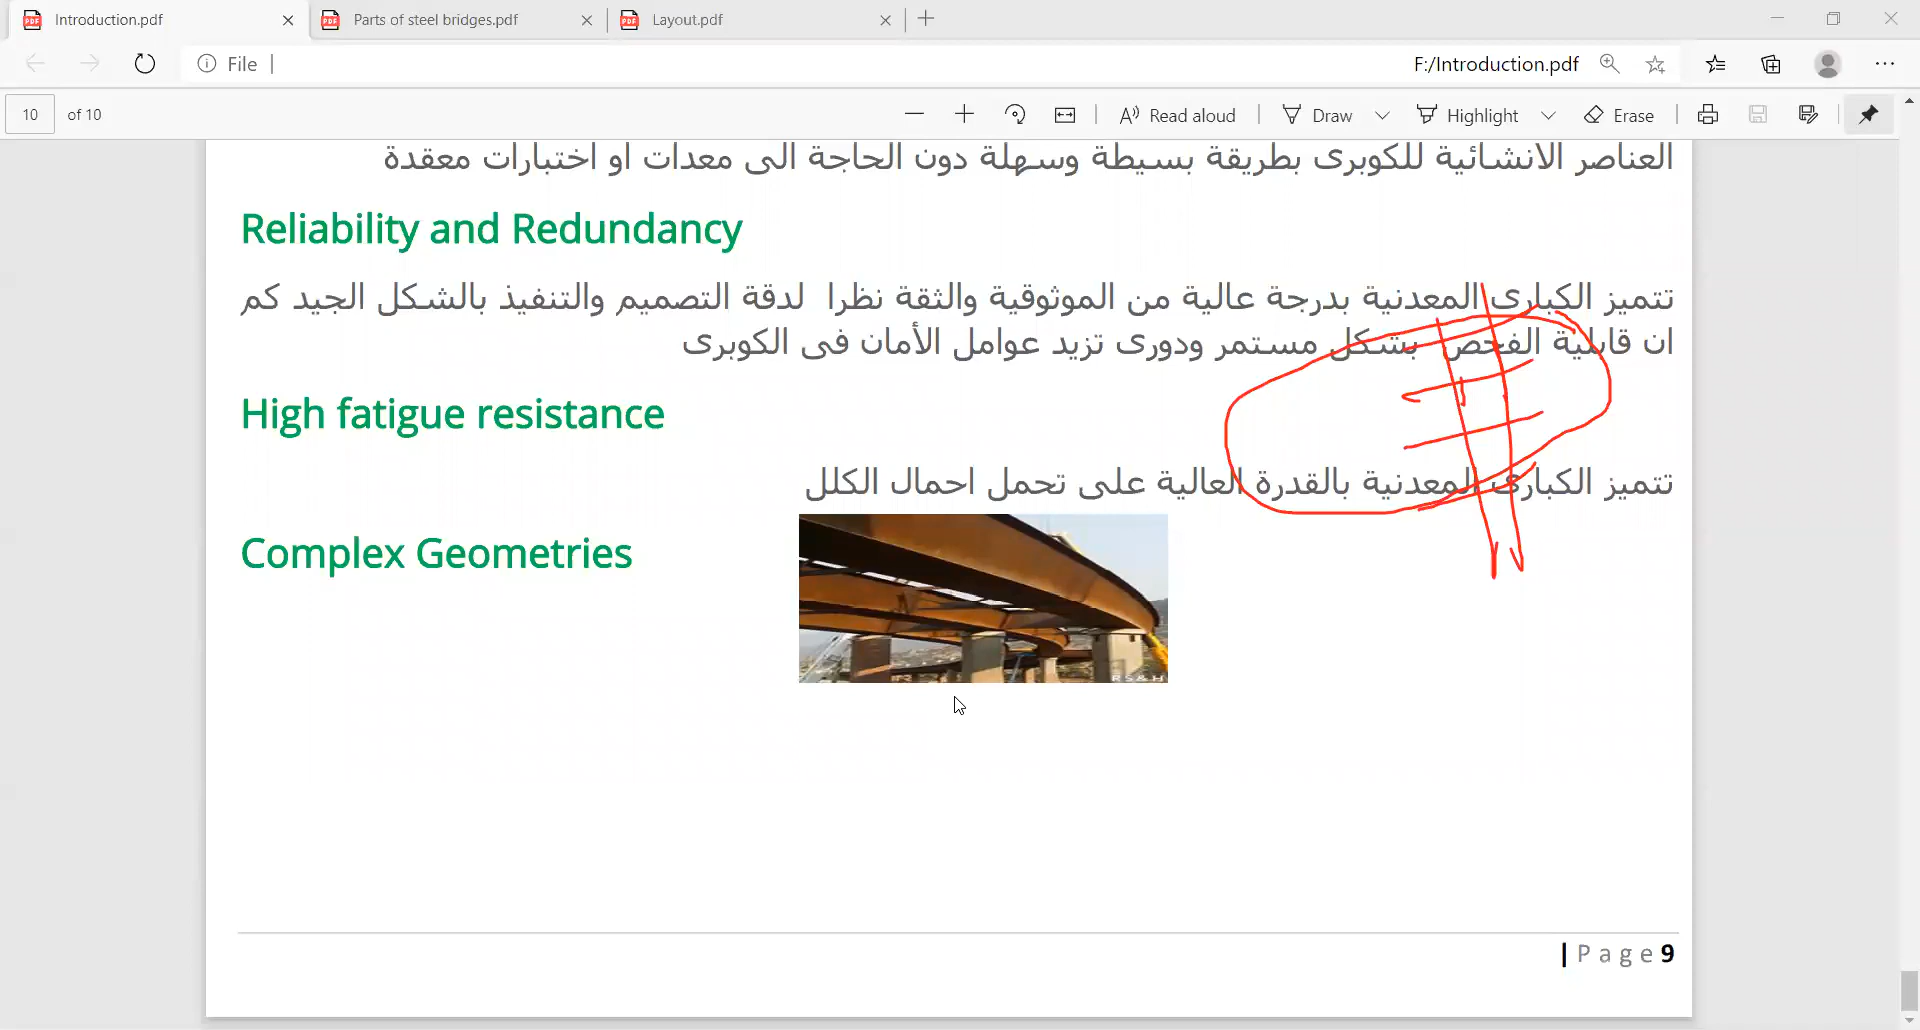 Introduction.pdf
Parts of steel bridges.pdf
Layout.pdf
File
F:/Introduction.pdf
10 of 10
Read aloud
Draw
Highlight
Erase
العناصر الانشائية للكوبرى بطريقة بسيطة وسهلة دون الحاجة الى معدات او اختبارات معقدة
Reliability and Redundancy
تتميز الكبارى المعدنية بدرجة عالية من الموثوقية والثقة نظرا لدقة التصميم والتنفيذ بالشكل الجيد كم
ان قابلية الفحص بشكل مستمر ودورى تزيد عوامل الأمان فى الكوبرى
High fatigue resistance
تتميز الكبارى المعدنية بالقدرة العالية على تحمل احمال الكلل
Complex Geometries
RS&H
| Page 9